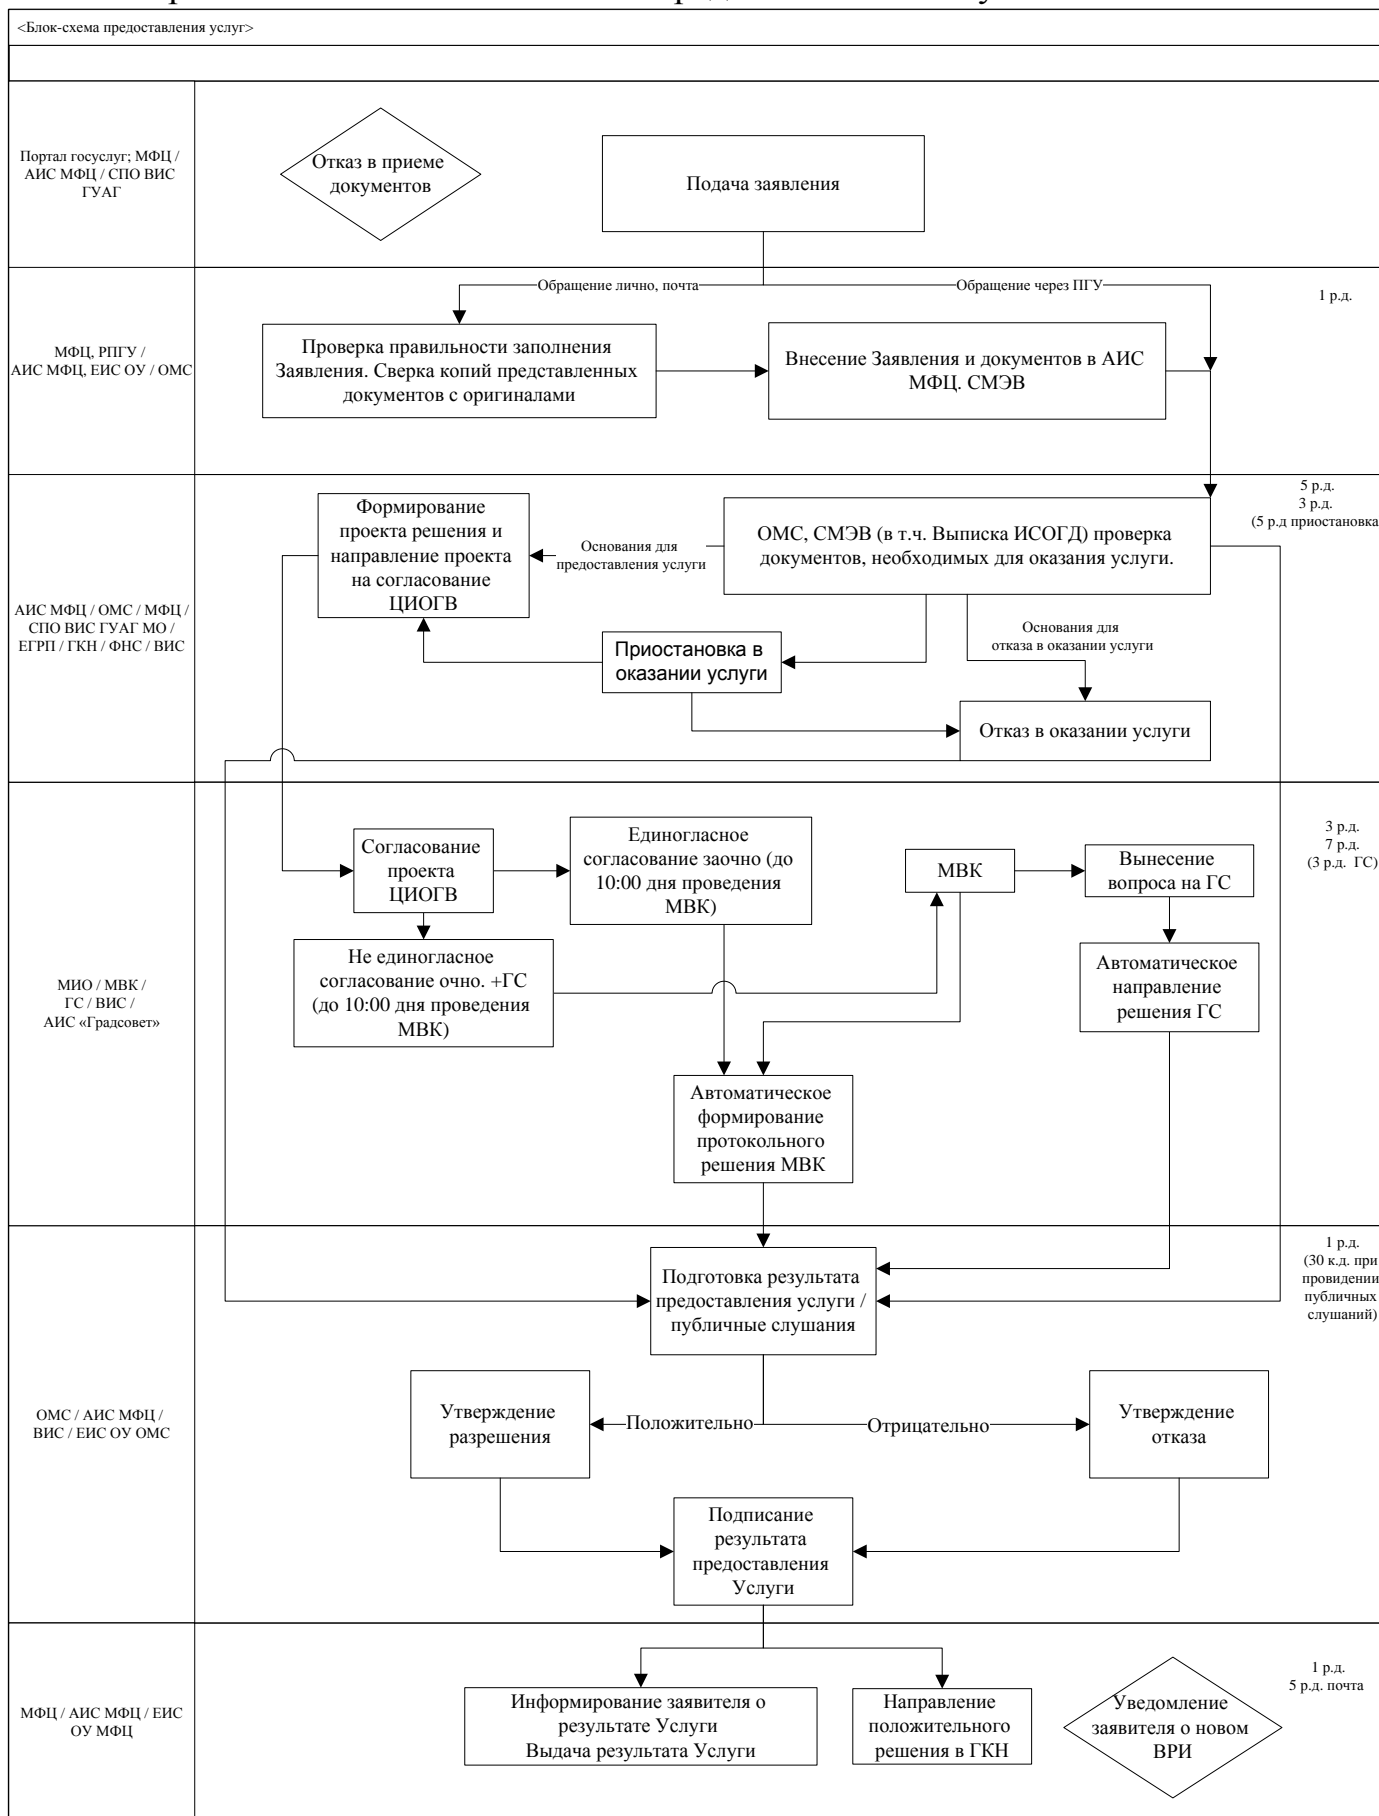 <Блок-схема предоставления услуг>
Портал госуслуг; МФЦ /
АИС МФЦ / СПО ВИС
ГУАГ
Отказ в приеме
документов
Подача заявления
МФЦ, РПГУ /
АИС МФЦ, ЕИС ОУ / ОМС
Обращение лично, почта
Обращение через ПГУ
1 р.д.
Проверка правильности заполнения
Заявления. Сверка копий представленных
документов с оригиналами
Внесение Заявления и документов в АИС
МФЦ. СМЭВ
АИС МФЦ / ОМС / МФЦ /
СПО ВИС ГУАГ МО /
ЕГРП / ГКН / ФНС / ВИС
Формирование
проекта решения и
направление проекта
на согласование
ЦИОГВ
Основания для
предоставления услуги
ОМС, СМЭВ (в т.ч. Выписка ИСОГД) проверка
документов, необходимых для оказания услуги.
5 р.д.
3 р.д.
(5 р.д приостановка
Основания для
отказа в оказании услуги
Приостановка в
оказании услуги
Отказ в оказании услуги
МИО / МВК /
ГС / ВИС /
АИС «Градсовет»
Согласование
проекта
ЦИОГВ
Единогласное
согласование заочно (до
10:00 дня проведения
МВК)
МВК
Вынесение
вопроса на ГС
3 р.д.
7 р.д.
(3 р.д. ГС)
Не единогласное
согласование очно. +ГС
(до 10:00 дня проведения
МВК)
Автоматическое
направление
решения ГС
Автоматическое
формирование
протокольного
решения МВК
ОМС / АИС МФЦ /
ВИС / ЕИС ОУ ОМС
Подготовка результата
предоставления услуги /
публичные слушания
1 р.д.
(30 к.д. при
провидении
публичных
слушаний)
Утверждение
разрешения
Положительно
Отрицательно
Утверждение
отказа
Подписание
результата
предоставления
Услуги
МФЦ / АИС МФЦ / ЕИС
ОУ МФЦ
Информирование заявителя о
результате Услуги
Выдача результата Услуги
Направление
положительного
решения в ГКН
Уведомление
заявителя о новом
ВРИ
1 р.д.
5 р.д. почта